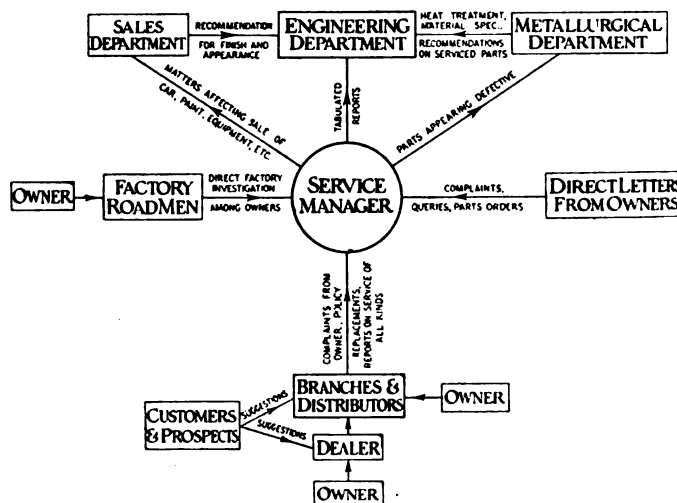 SALES
DEPARTMENT
RECOMMENDATION
FOR FINISH AND
APPEARANCE
ENGINEERING
DEPARTMENT
HEAT TREATMENT,
MATERIAL SPEC.,
RECOMMENDATIONS
ON SERVICED PARTS
METALLURGICAL
DEPARTMENT
MATTERS AFFECTING SALE OF
CAR, PAINT, EQUIPMENT, ETC.
TABULATED
REPORTS
PARTS APPEARING DEFECTIVE
OWNER
FACTORY
ROAD MEN
DIRECT FACTORY
INVESTIGATION
AMONG OWNERS
SERVICE
MANAGER
COMPLAINTS,
QUERIES, PARTS ORDERS
DIRECT LETTERS
FROM OWNERS
COMPLAINTS FROM
OWNER, POLICY
REPLACEMENTS,
REPORTS ON SERVICE OF
ALL KINDS
BRANCHES &
DISTRIBUTORS
OWNER
CUSTOMERS
& PROSPECTS
SUGGESTIONS
SUGGESTIONS
DEALER
OWNER